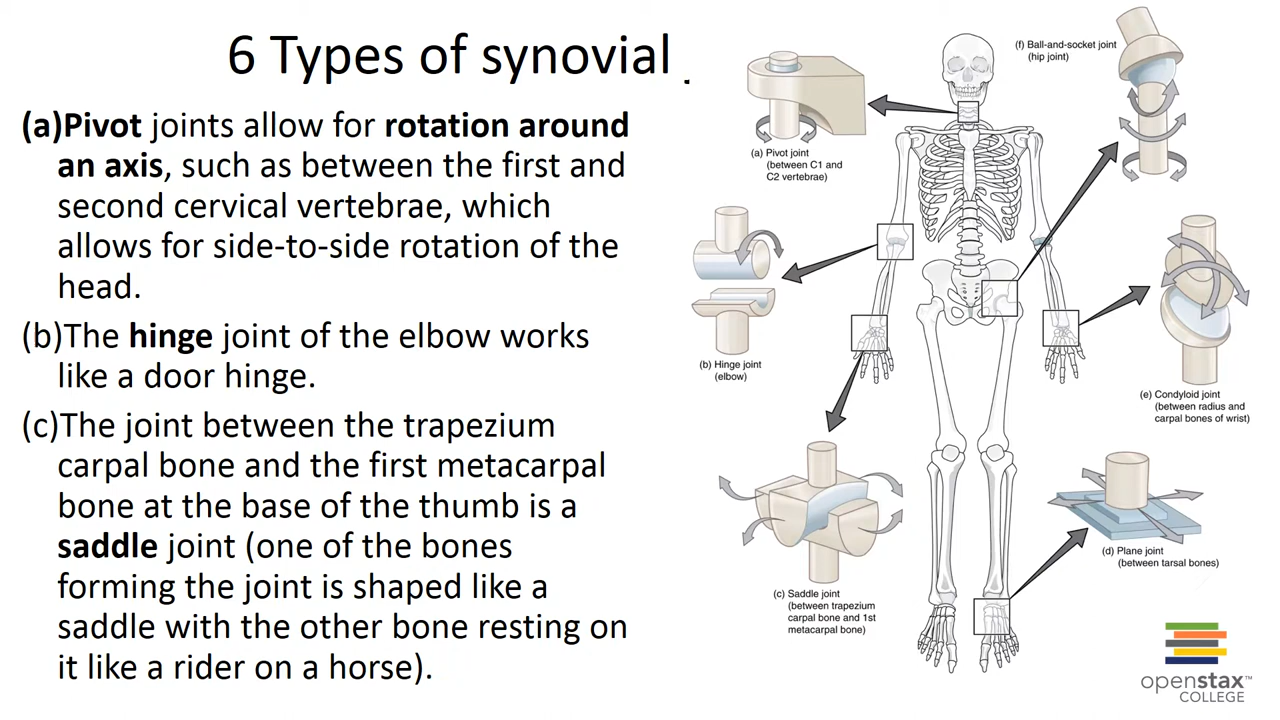 6 Types of synovial .
(a)Pivot joints allow for rotation around
an axis, such as between the first and
second cervical vertebrae, which
allows for side-to-side rotation of the
head.
(b)The hinge joint of the elbow works
like a door hinge.
(c)The joint between the trapezium
carpal bone and the first metacarpal
bone at the base of the thumb is a
saddle joint (one of the bones
forming the joint is shaped like a
saddle with the other bone resting on
it like a rider on a horse).
(a) Pivot joint
(between C1 and
C2 vertebrae)
(b) Hinge joint
(elbow)
(c) Saddle joint
(between trapezium
carpal bone and 1st
metacarpal bone)
(f) Ball-and-socket joint
(hip joint)
(e) Condyloid joint
(between radius and
carpal bones of wrist)
(d) Plane joint
(between tarsal bones)
openstax™
COLLEGE